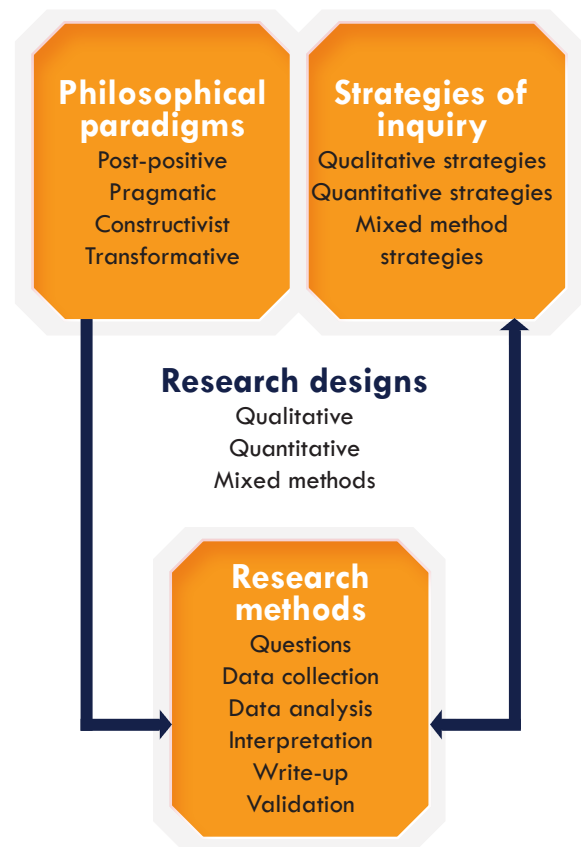 Philosophical
paradigms
Post-positive
Pragmatic
Constructivist
Transformative
Strategies of
inquiry
Qualitative strategies
Quantitative strategies
Mixed method
strategies
Research designs
Qualitative
Quantitative
Mixed methods
Research
methods
Questions
Data collection
Data analysis
Interpretation
Write-up
Validation